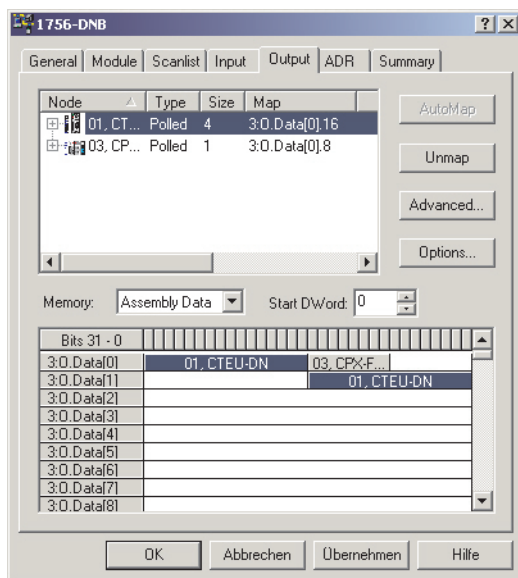 1756-DNB
General Module Scanlist Input Output ADR Summary
Node Type Size Map
01, CT... Polled 4 3:O.Data[0].16
03, CP... Polled 1 3:O.Data[0].8
AutoMap
Unmap
Advanced...
Options...
Memory: Assembly Data Start DWord: 0
Bits 31 - 0
3:O.Data[0] 01, CTEU-DN 03, CPX-F...
3:O.Data[1] 01, CTEU-DN
3:O.Data[2]
3:O.Data[3]
3:O.Data[4]
3:O.Data[5]
3:O.Data[6]
3:O.Data[7]
3:O.Data[8]
OK Abbrechen Übernehmen Hilfe